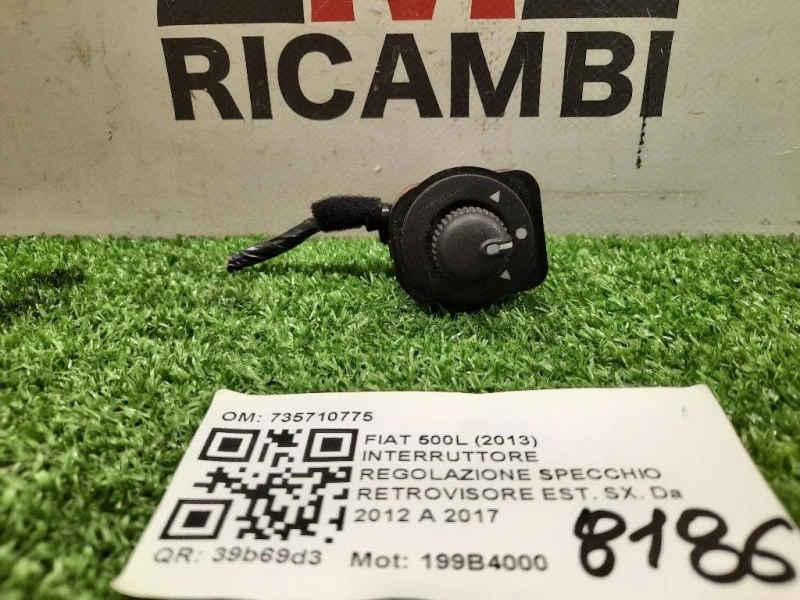 RICAMBI
OM: 735710775
FIAT 500L (2013)
INTERRUTTORE
REGOLAZIONE SPECCHIO
RETROVISORE EST. SX. Da
2012 A 2017
QR: 39b69d3 Mot: 199B4000
8186